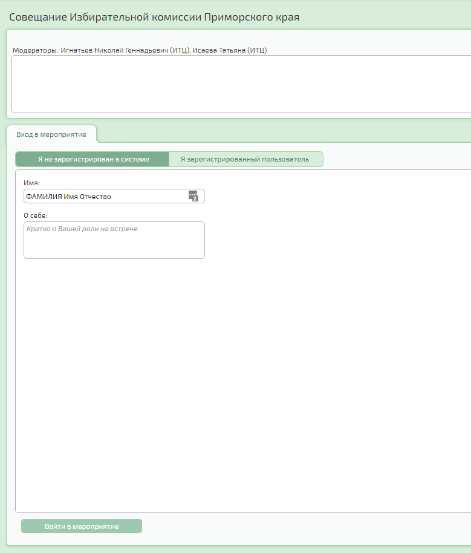 Совещание Избирательной комиссии Приморского края
Модераторы: Игнатьев Николай Геннадьевич (ИТЦ), Исаева Татьяна (ИТЦ)
Вход в мероприятие
Я не зарегистрирован в системе
Я зарегистрированный пользователь
Имя:
ФАМИЛИЯ Имя Отчество
О себе:
Кратко о Вашей роли на встрече
Войти в мероприятие